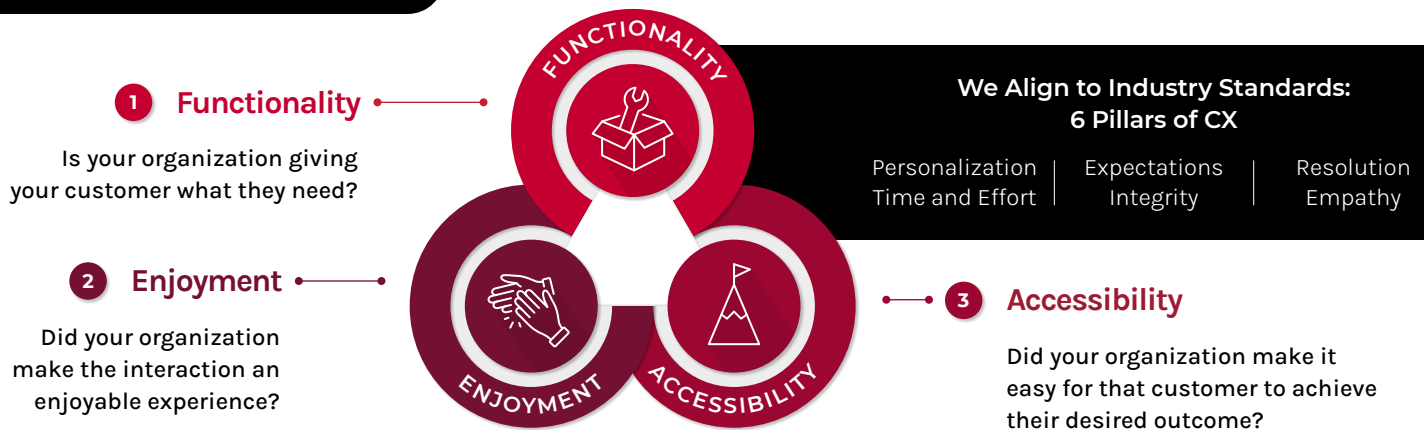 FUNCTIONALITY
1 Functionality
Is your organization giving
your customer what they need?
We Align to Industry Standards:
6 Pillars of CX
Personalization
Time and Effort
Expectations
Integrity
Resolution
Empathy
2 Enjoyment
Did your organization
make the interaction an
enjoyable experience?
ENJOYMENT
ACCESSIBILITY
3 Accessibility
Did your organization make it
easy for that customer to achieve
their desired outcome?